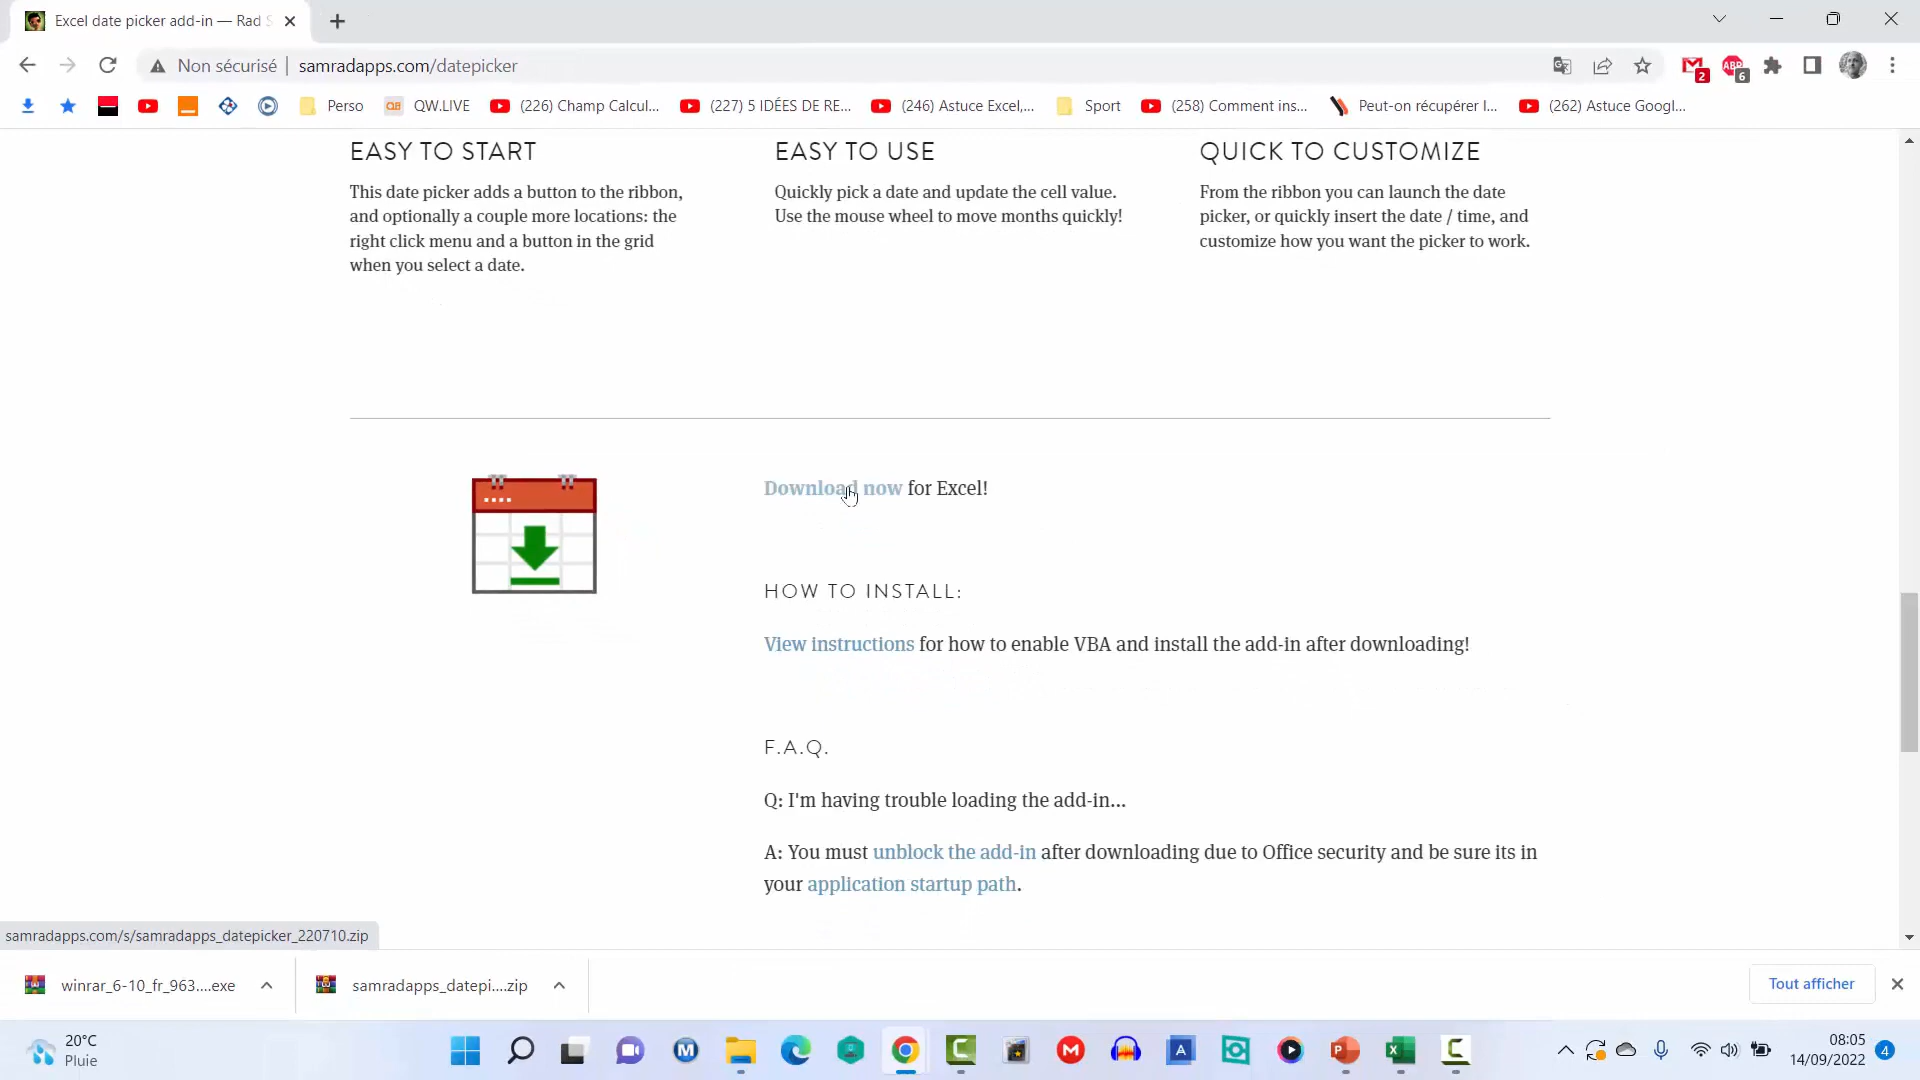 Excel date picker add-in — Rad S
Non sécurisé | samradapps.com/datepicker
2
ABP
6
Perso
QB QW.LIVE
(226) Champ Calcul...
(227) 5 IDÉES DE RE...
(246) Astuce Excel,...
Sport
(258) Comment ins...
Peut-on récupérer l...
(262) Astuce Googl...
EASY TO START
This date picker adds a button to the ribbon,
and optionally a couple more locations: the
right click menu and a button in the grid
when you select a date.
EASY TO USE
Quickly pick a date and update the cell value.
Use the mouse wheel to move months quickly!
QUICK TO CUSTOMIZE
From the ribbon you can launch the date
picker, or quickly insert the date / time, and
customize how you want the picker to work.
Download now for Excel!
HOW TO INSTALL:
View instructions for how to enable VBA and install the add-in after downloading!
F.A.Q.
Q: I'm having trouble loading the add-in...
A: You must unblock the add-in after downloading due to Office security and be sure its in
your application startup path.
samradapps.com/s/samradapps_datepicker_220710.zip
winrar_6-10_fr_963....exe
samradapps_datepi....zip
Tout afficher
20°C
Pluie
08:05
14/09/2022
4